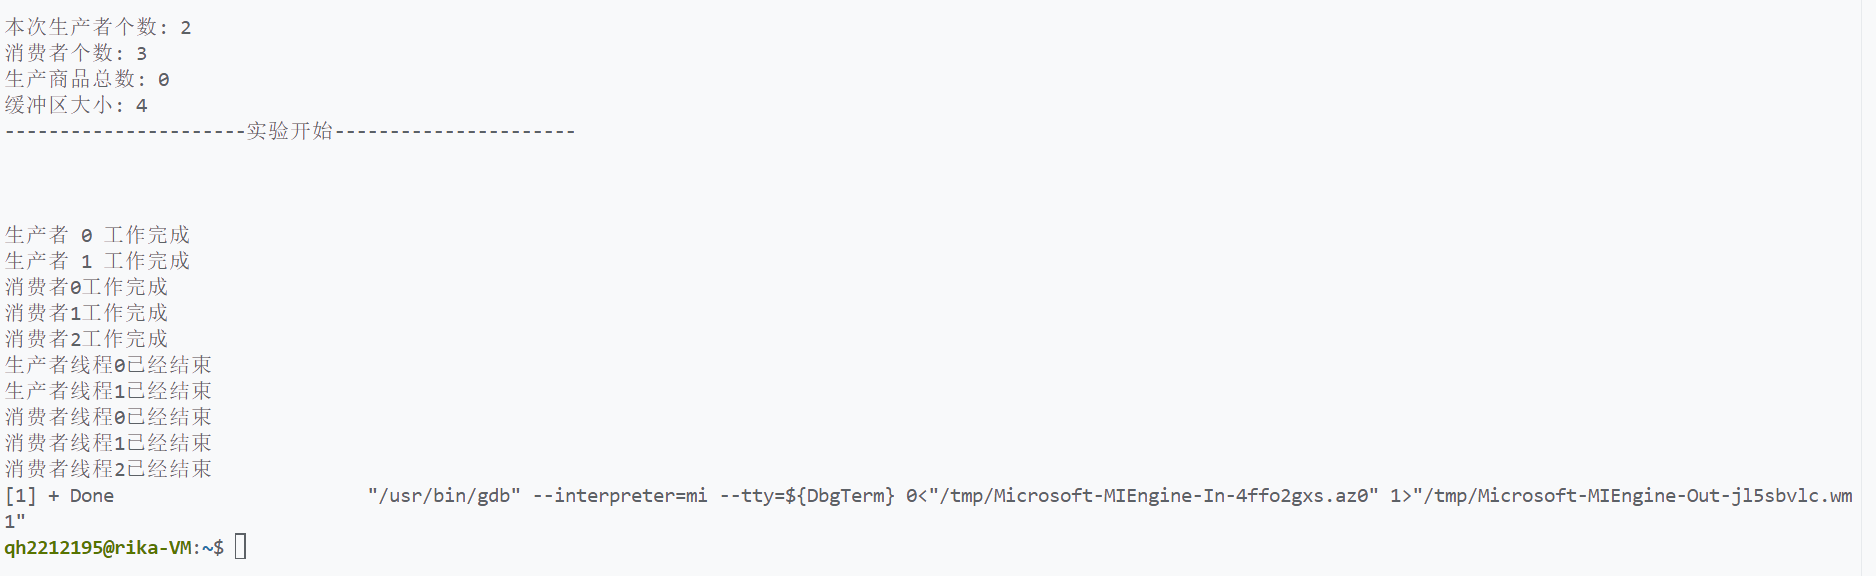 本次生产者个数: 2
消费者个数: 3
生产商品总数: 0
缓冲区大小: 4
----------------------实验开始----------------------
生产者 0 工作完成
生产者 1 工作完成
消费者0工作完成
消费者1工作完成
消费者2工作完成
生产者线程0已经结束
生产者线程1已经结束
消费者线程0已经结束
消费者线程1已经结束
消费者线程2已经结束
[1] + Done                       "/usr/bin/gdb" --interpreter=mi --tty=${DbgTerm} 0<"/tmp/Microsoft-MIEngine-In-4ffo2gxs.az0" 1>"/tmp/Microsoft-MIEngine-Out-jl5sbvlc.wm
1"
qh2212195@rika-VM:~$